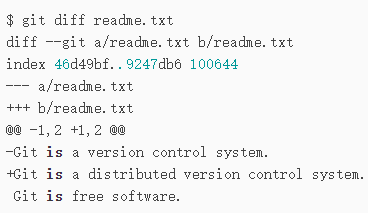 $ git diff readme.txt
diff --git a/readme.txt b/readme.txt
index 46d49bf..9247db6 100644
--- a/readme.txt
+++ b/readme.txt
@@ -1,2 +1,2 @@
-Git is a version control system.
+Git is a distributed version control system.
 Git is free software.